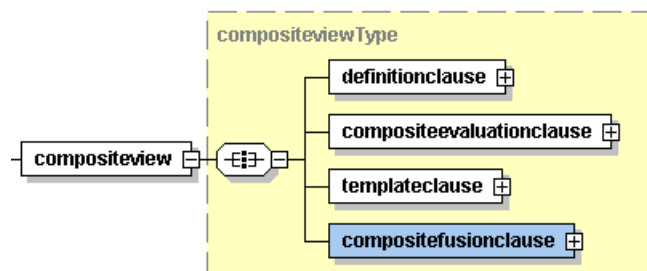 compositeviewType
definitionclause
compositeevaluationclause
compositeview
templateclause
compositefusionclause